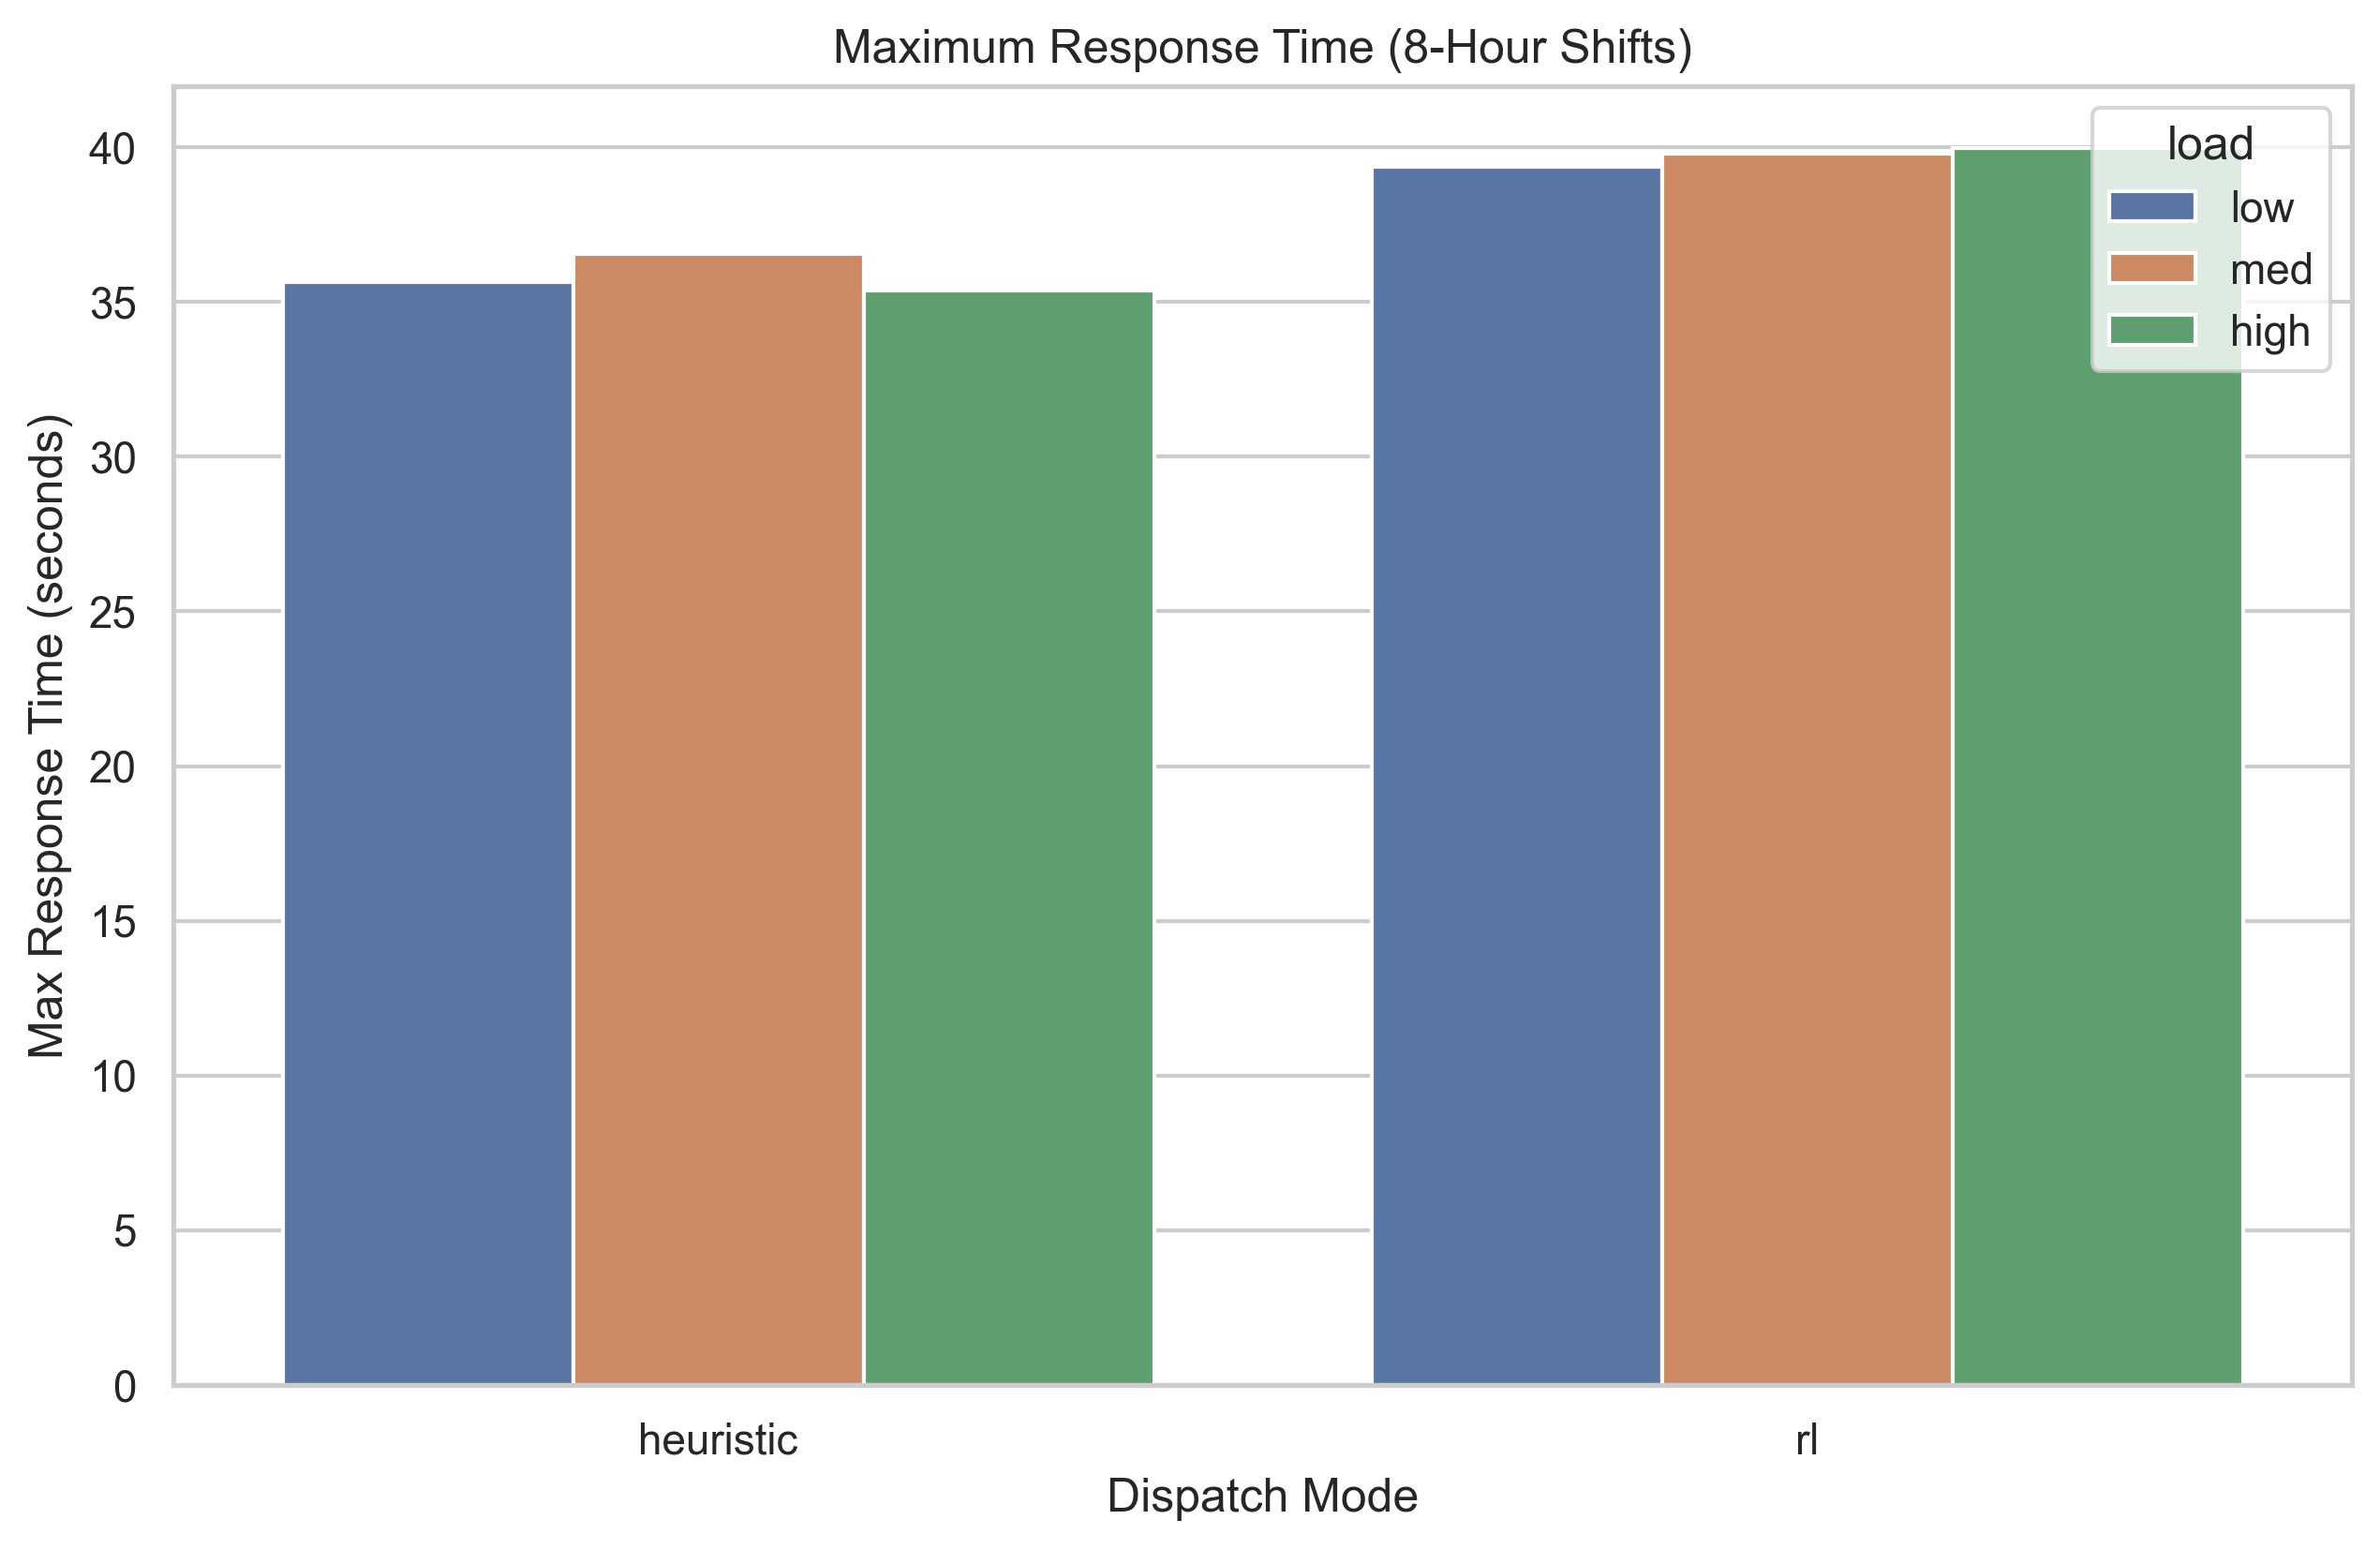 Maximum Response Time (8-Hour Shifts)
Max Response Time (seconds)
40
35
30
25
20
15
10
5
0
load
low
med
high
heuristic
rl
Dispatch Mode